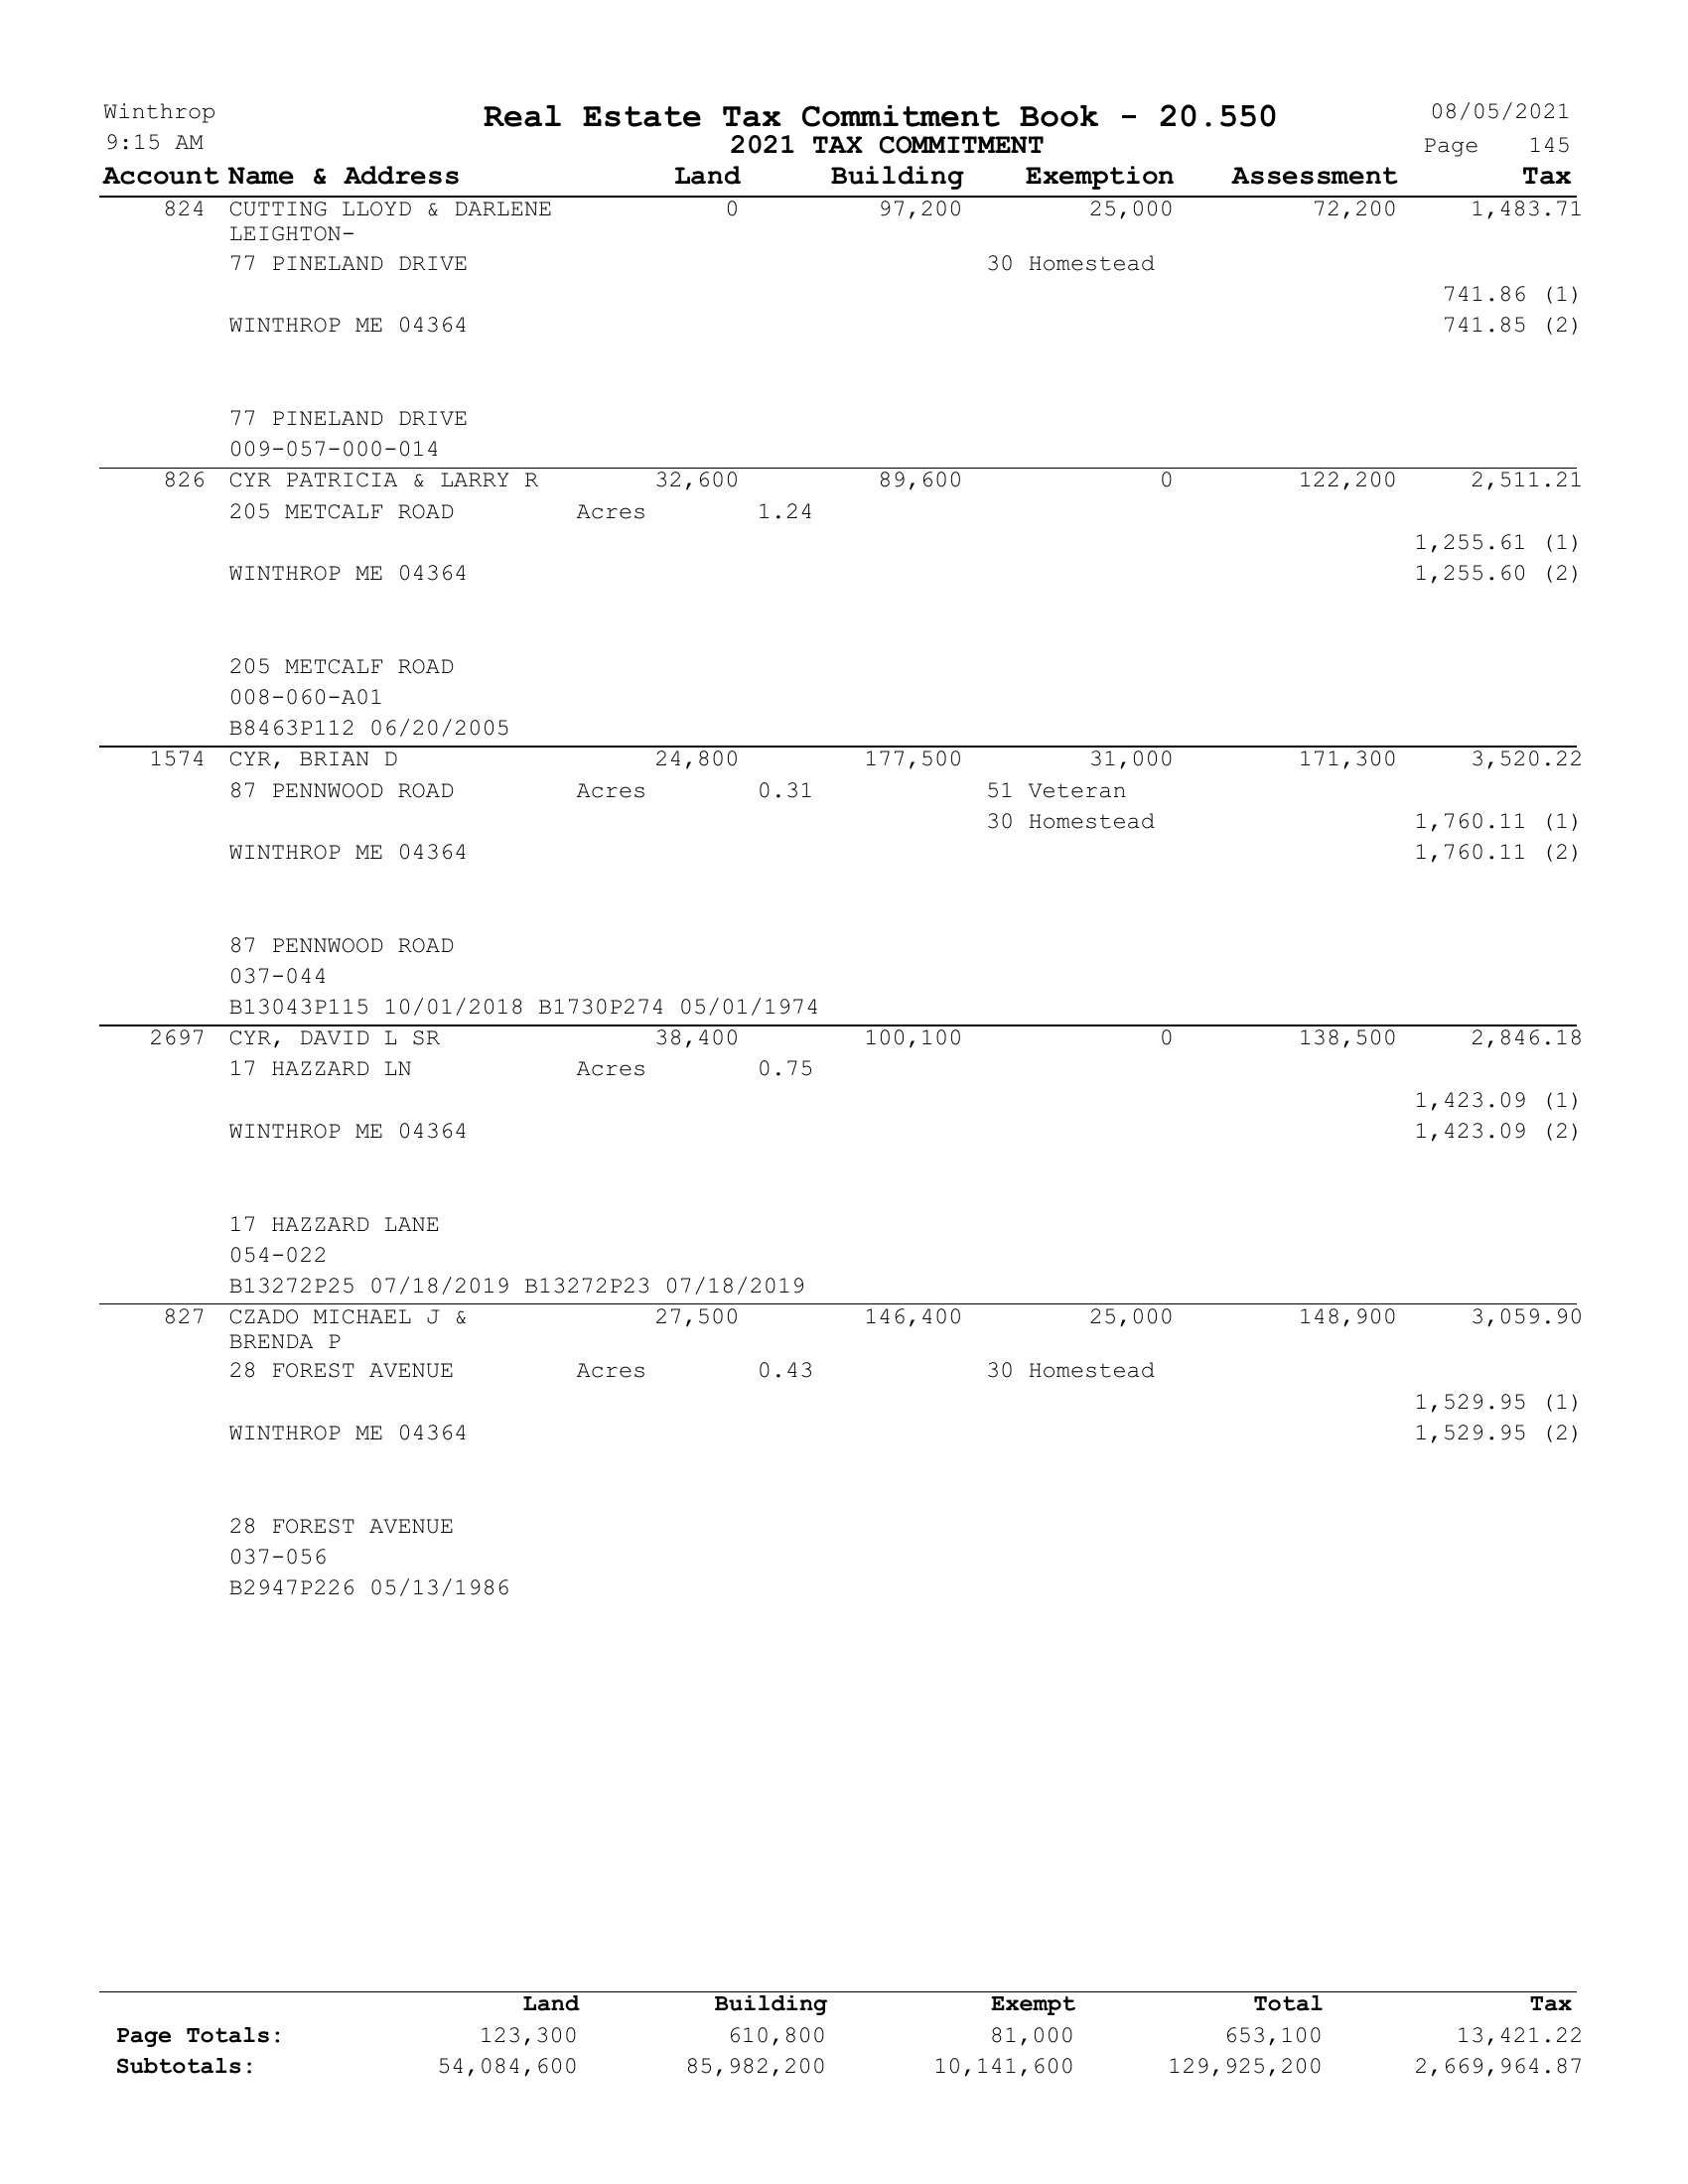 Winthrop Real Estate Tax Commitment Book - 20.550 08/05/2021
9:15 AM 2021 TAX COMMITMENT Page 145
Account Name & Address Land Building Exemption Assessment Tax
824 CUTTING LLOYD & DARLENE 0 97,200 25,000 72,200 1,483.71
LEIGHTON-
77 PINELAND DRIVE 30 Homestead
741.86 (1)
WINTHROP ME 04364 741.85 (2)
77 PINELAND DRIVE
009-057-000-014
826 CYR PATRICIA & LARRY R 32,600 89,600 0 122,200 2,511.21
205 METCALF ROAD Acres 1.24
1,255.61 (1)
WINTHROP ME 04364 1,255.60 (2)
205 METCALF ROAD
008-060-A01
B8463P112 06/20/2005
1574 CYR, BRIAN D 24,800 177,500 31,000 171,300 3,520.22
87 PENNWOOD ROAD Acres 0.31 51 Veteran
30 Homestead 1,760.11 (1)
WINTHROP ME 04364 1,760.11 (2)
87 PENNWOOD ROAD
037-044
B13043P115 10/01/2018 B1730P274 05/01/1974
2697 CYR, DAVID L SR 38,400 100,100 0 138,500 2,846.18
17 HAZZARD LN Acres 0.75
1,423.09 (1)
WINTHROP ME 04364 1,423.09 (2)
17 HAZZARD LANE
054-022
B13272P25 07/18/2019 B13272P23 07/18/2019
827 CZADO MICHAEL J & 27,500 146,400 25,000 148,900 3,059.90
BRENDA P
28 FOREST AVENUE Acres 0.43 30 Homestead
1,529.95 (1)
WINTHROP ME 04364 1,529.95 (2)
28 FOREST AVENUE
037-056
B2947P226 05/13/1986
Land Building Exempt Total Tax
Page Totals: 123,300 610,800 81,000 653,100 13,421.22
Subtotals: 54,084,600 85,982,200 10,141,600 129,925,200 2,669,964.87